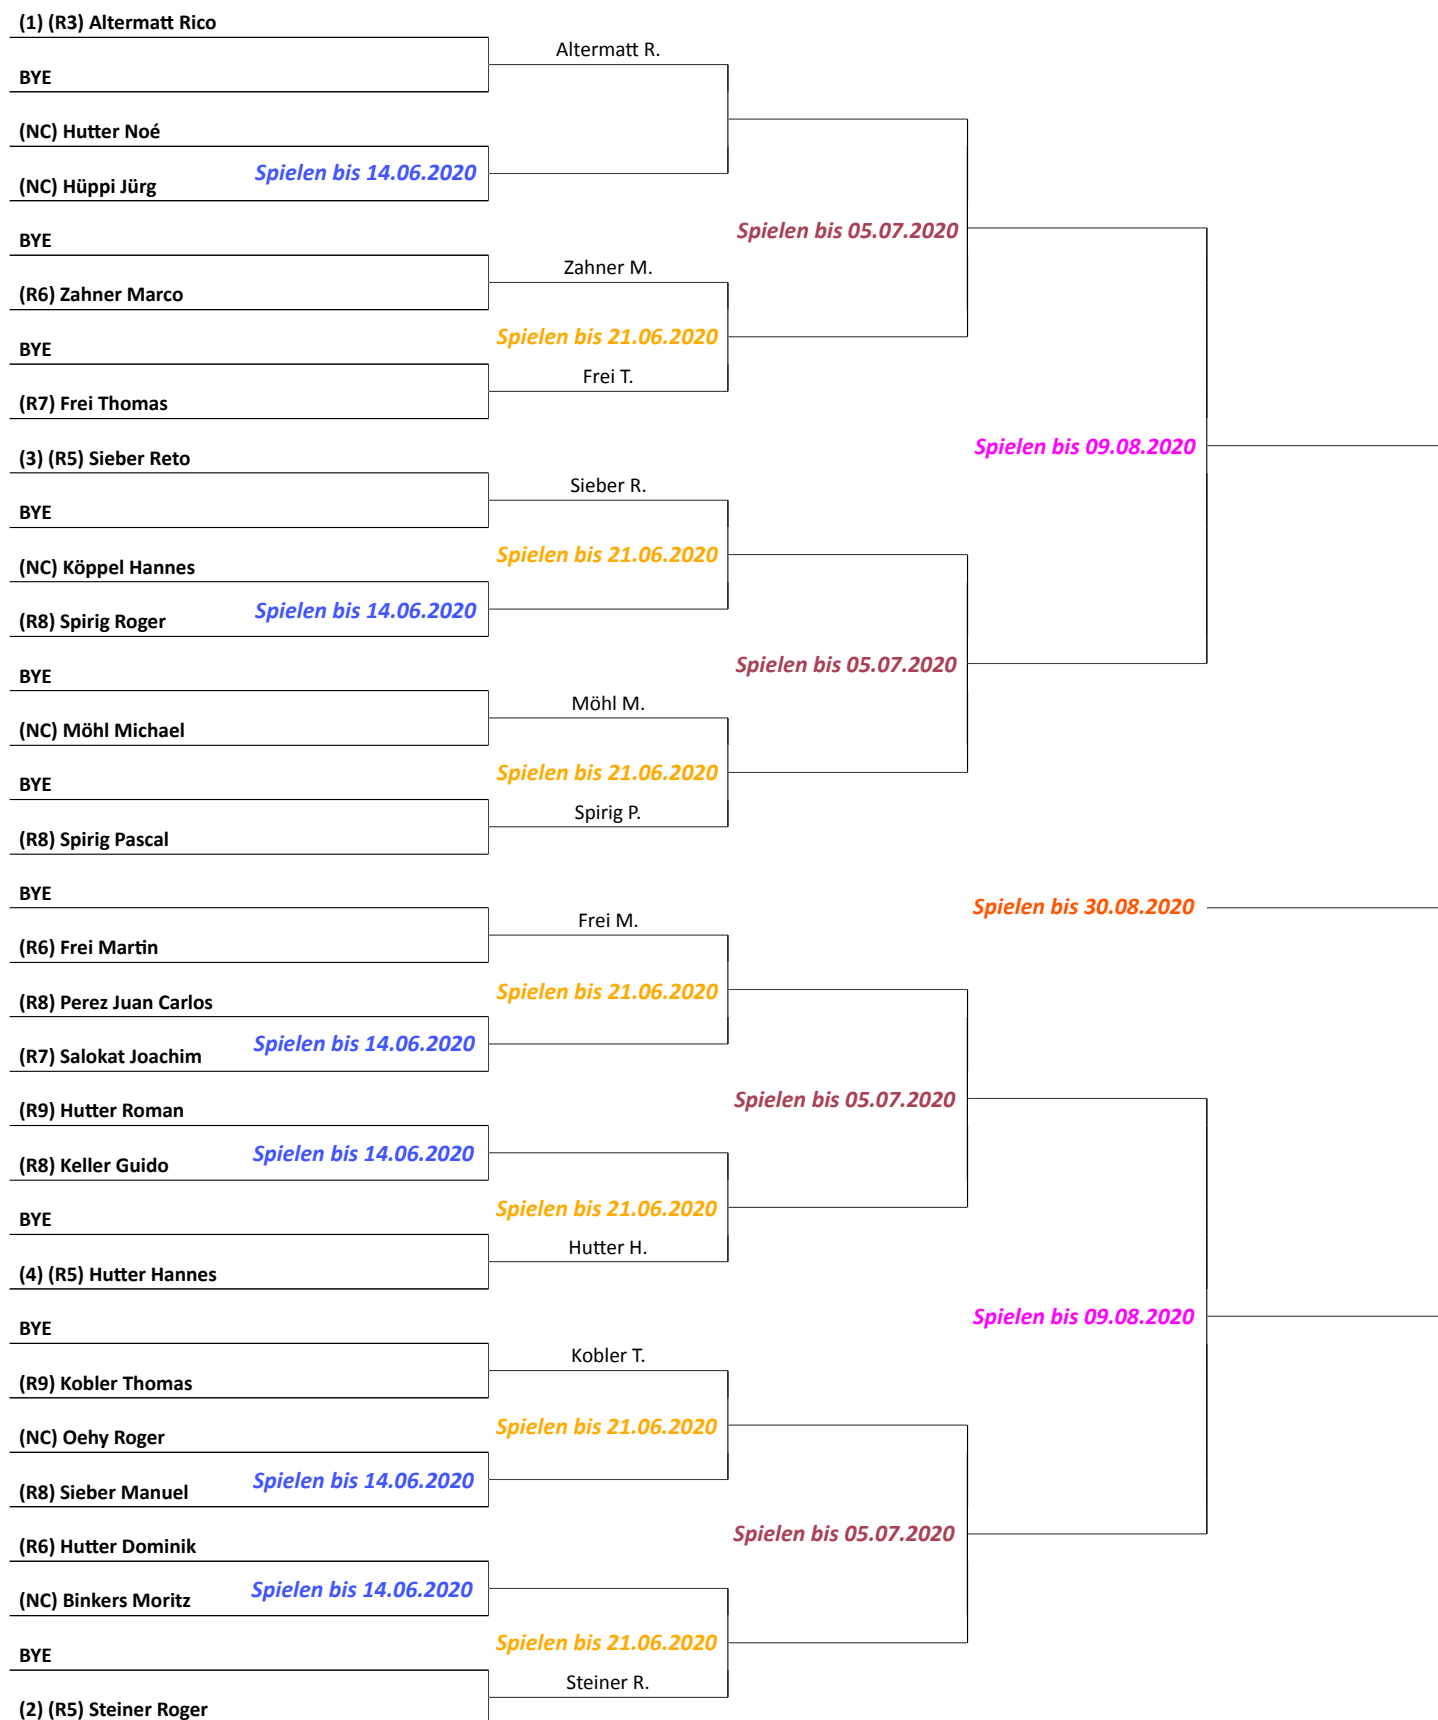 (1) (R3) Altermatt Rico
Altermatt R.
BYE
(NC) Hutter Noé
Spielen bis 14.06.2020
(NC) Hüppi Jürg
Spielen bis 05.07.2020
BYE
Zahner M.
(R6) Zahner Marco
Spielen bis 21.06.2020
BYE
Frei T.
(R7) Frei Thomas
Spielen bis 09.08.2020
(3) (R5) Sieber Reto
Sieber R.
BYE
Spielen bis 21.06.2020
(NC) Köppel Hannes
Spielen bis 14.06.2020
(R8) Spirig Roger
Spielen bis 05.07.2020
BYE
Möhl M.
(NC) Möhl Michael
Spielen bis 21.06.2020
BYE
Spirig P.
(R8) Spirig Pascal
BYE
Spielen bis 30.08.2020
Frei M.
(R6) Frei Martin
Spielen bis 21.06.2020
(R8) Perez Juan Carlos
Spielen bis 14.06.2020
(R7) Salokat Joachim
Spielen bis 05.07.2020
(R9) Hutter Roman
Spielen bis 14.06.2020
(R8) Keller Guido
Spielen bis 21.06.2020
BYE
Hutter H.
(4) (R5) Hutter Hannes
Spielen bis 09.08.2020
BYE
Kobler T.
(R9) Kobler Thomas
Spielen bis 21.06.2020
(NC) Oehy Roger
Spielen bis 14.06.2020
(R8) Sieber Manuel
Spielen bis 05.07.2020
(R6) Hutter Dominik
Spielen bis 14.06.2020
(NC) Binkers Moritz
Spielen bis 21.06.2020
BYE
Steiner R.
(2) (R5) Steiner Roger